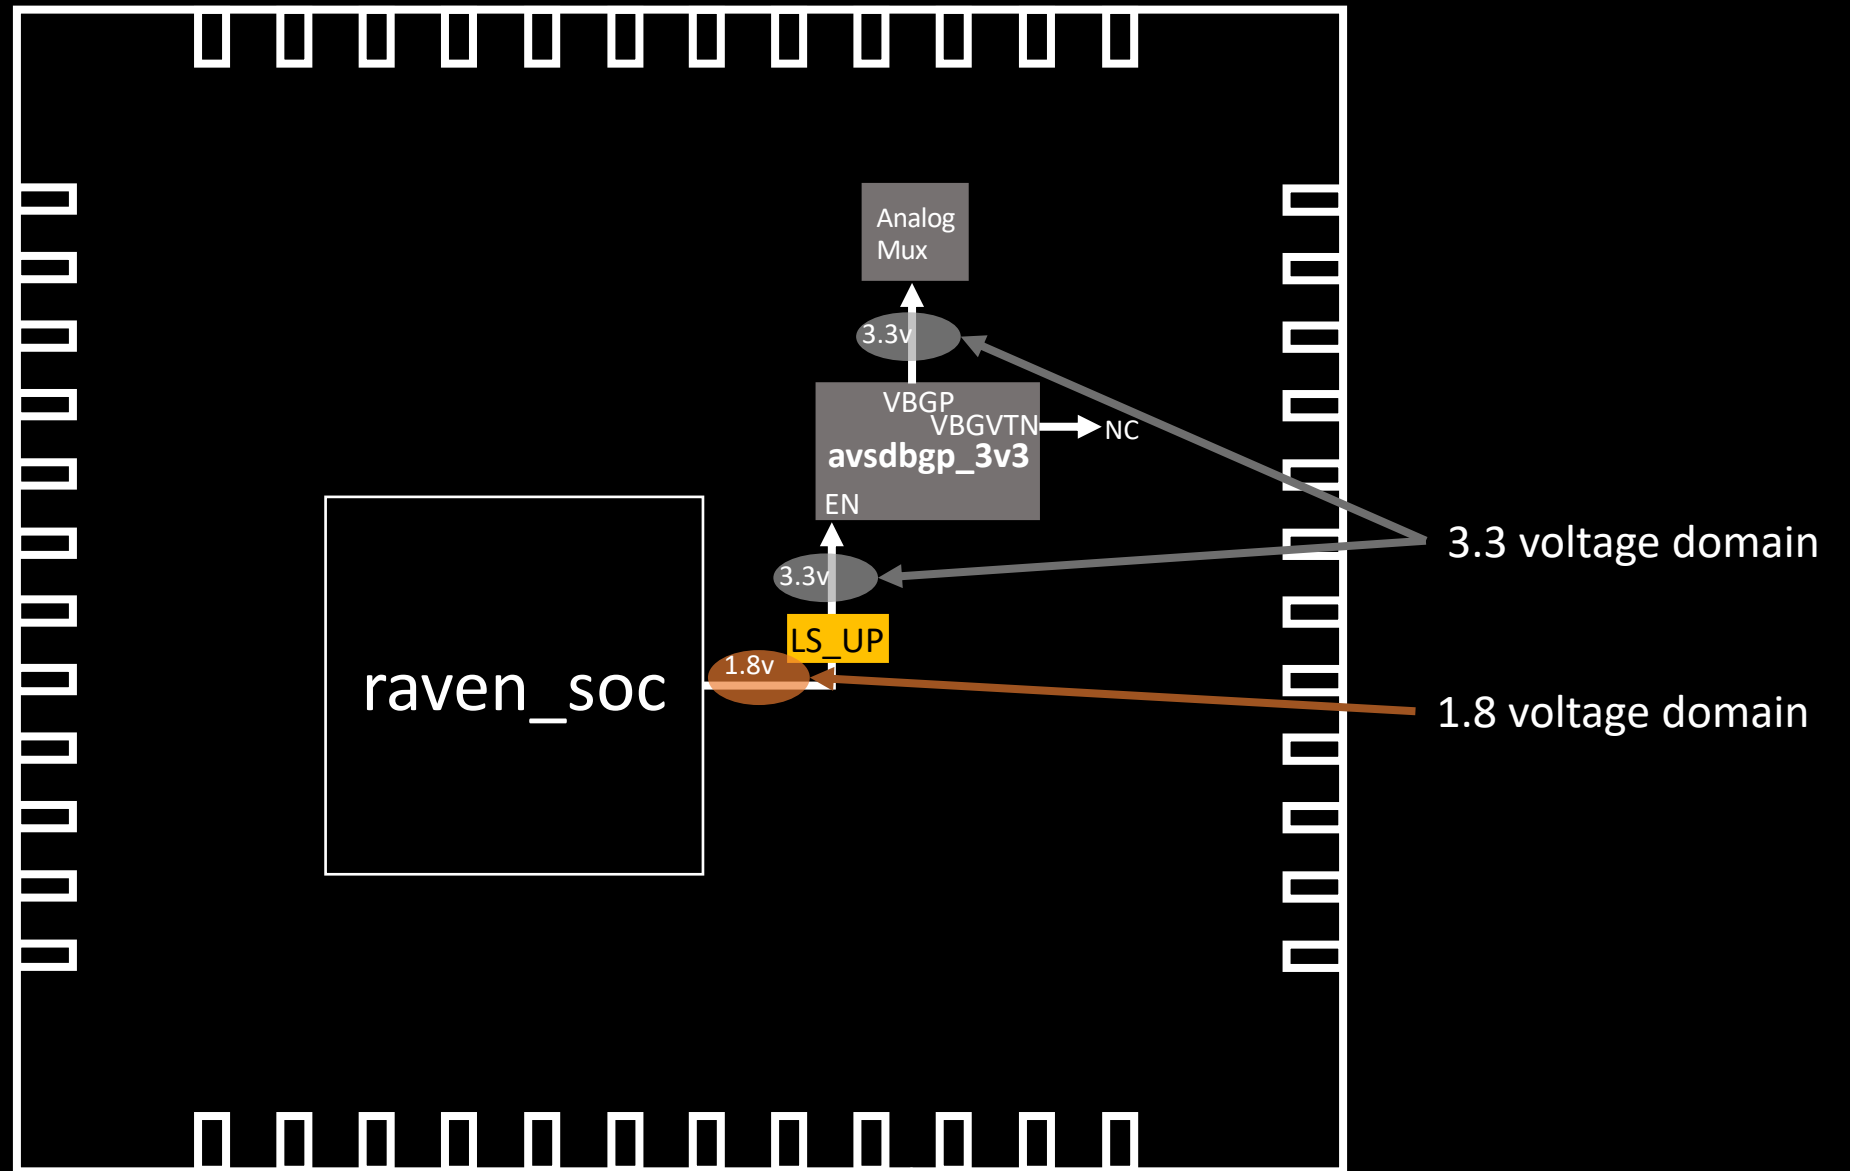 Analog
Mux
3.3v
VBGP
VBGVTN
NC
avsdbgp_3v3
EN
3.3 voltage domain
3.3v
LS_UP
1.8v
raven_soc
1.8 voltage domain